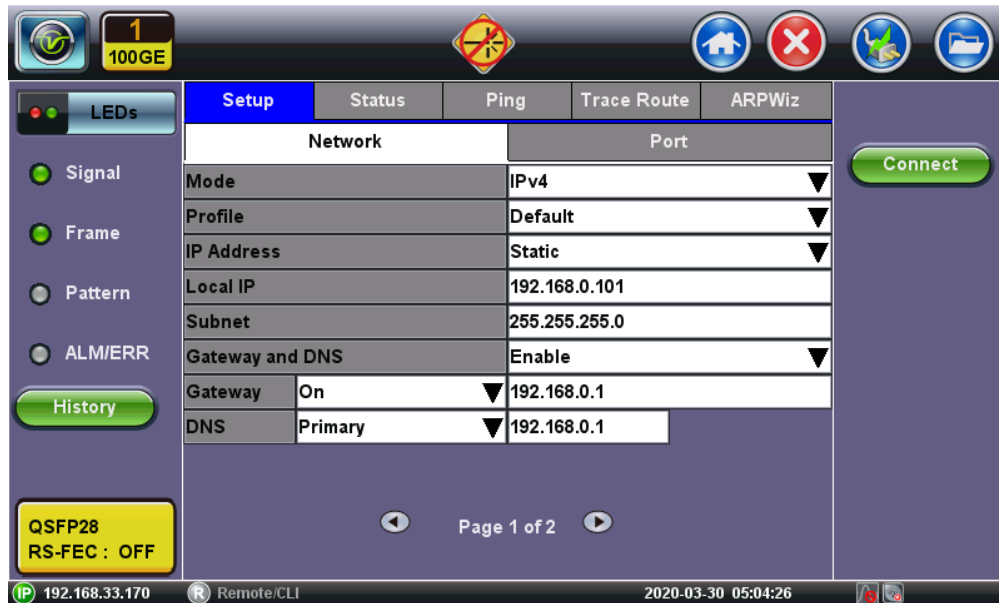 1
100GE
LEDs
Signal
Frame
Pattern
ALM/ERR
History
QSFP28
RS-FEC : OFF
Setup Status Ping Trace Route ARPWiz
Network Port
Mode IPv4
Profile Default
IP Address Static
Local IP 192.168.0.101
Subnet 255.255.255.0
Gateway and DNS Enable
Gateway On 192.168.0.1
DNS Primary 192.168.0.1
Page 1 of 2
Connect
IP 192.168.33.170 R Remote/CLI 2020-03-30 05:04:26